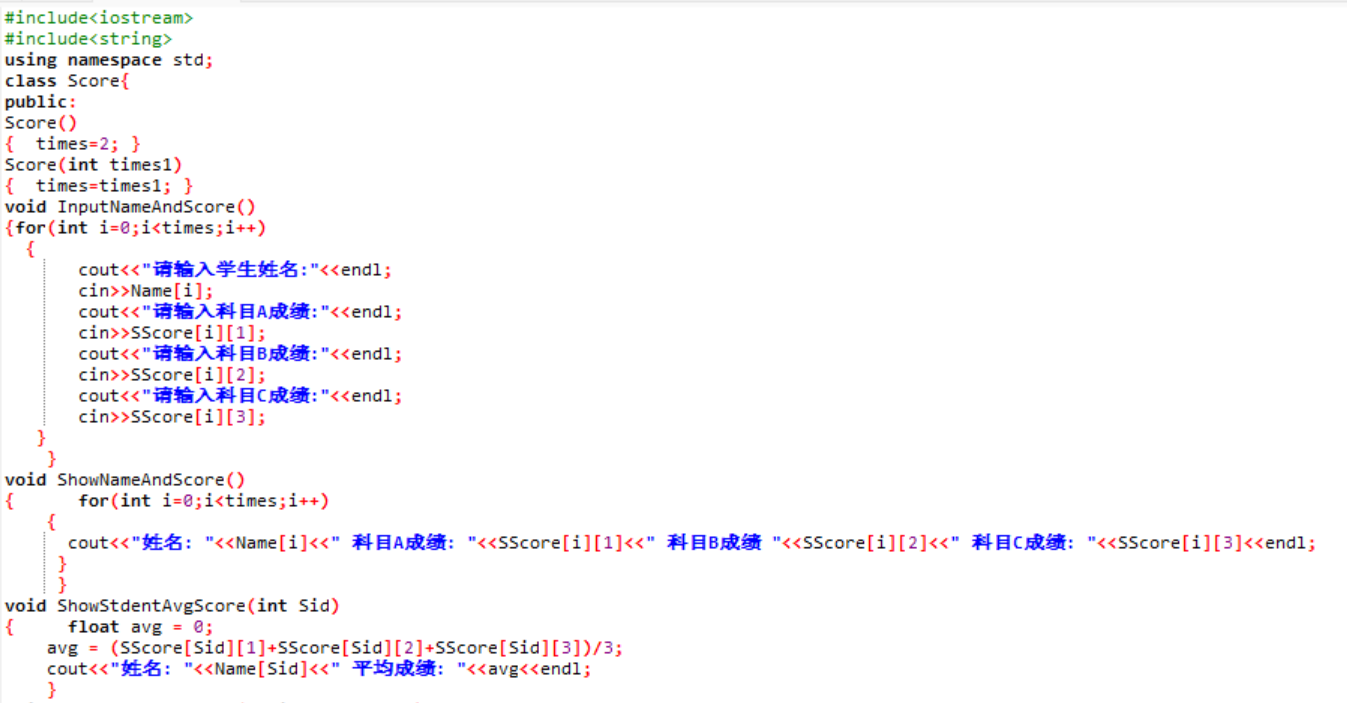 #include<iostream>
#include<string>
using namespace std;
class Score{
public:
Score()
{  times=2; }
Score(int times1)
{  times=times1; }
void InputNameAndScore()
{for(int i=0;i<times;i++)
{
cout<<"请输入学生姓名:"<<endl;
cin>>Name[i];
cout<<"请输入科目A成绩:"<<endl;
cin>>SScore[i][1];
cout<<"请输入科目B成绩:"<<endl;
cin>>SScore[i][2];
cout<<"请输入科目C成绩:"<<endl;
cin>>SScore[i][3];
}
}
void ShowNameAndScore()
{      for(int i=0;i<times;i++)
{
cout<<"姓名: "<<Name[i]<<" 科目A成绩: "<<SScore[i][1]<<" 科目B成绩 "<<SScore[i][2]<<" 科目C成绩: "<<SScore[i][3]<<endl;
}
}
void ShowStdentAvgScore(int Sid)
{     float avg = 0;
avg = (SScore[Sid][1]+SScore[Sid][2]+SScore[Sid][3])/3;
cout<<"姓名: "<<Name[Sid]<<" 平均成绩: "<<avg<<endl;
}